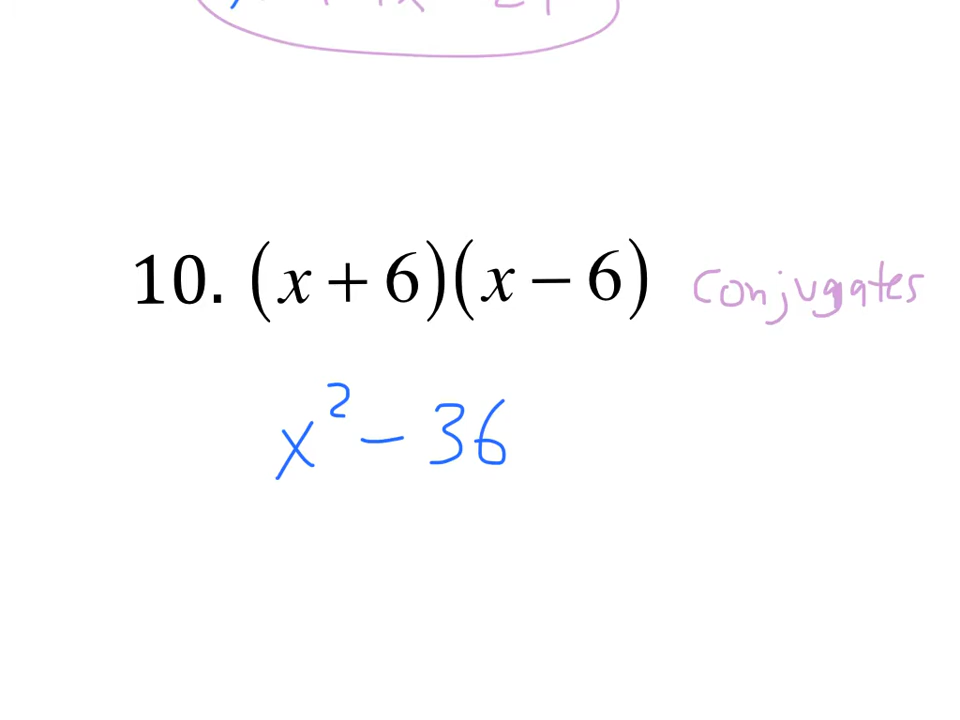 10. (x + 6)(x − 6) Conjugates
x² − 36